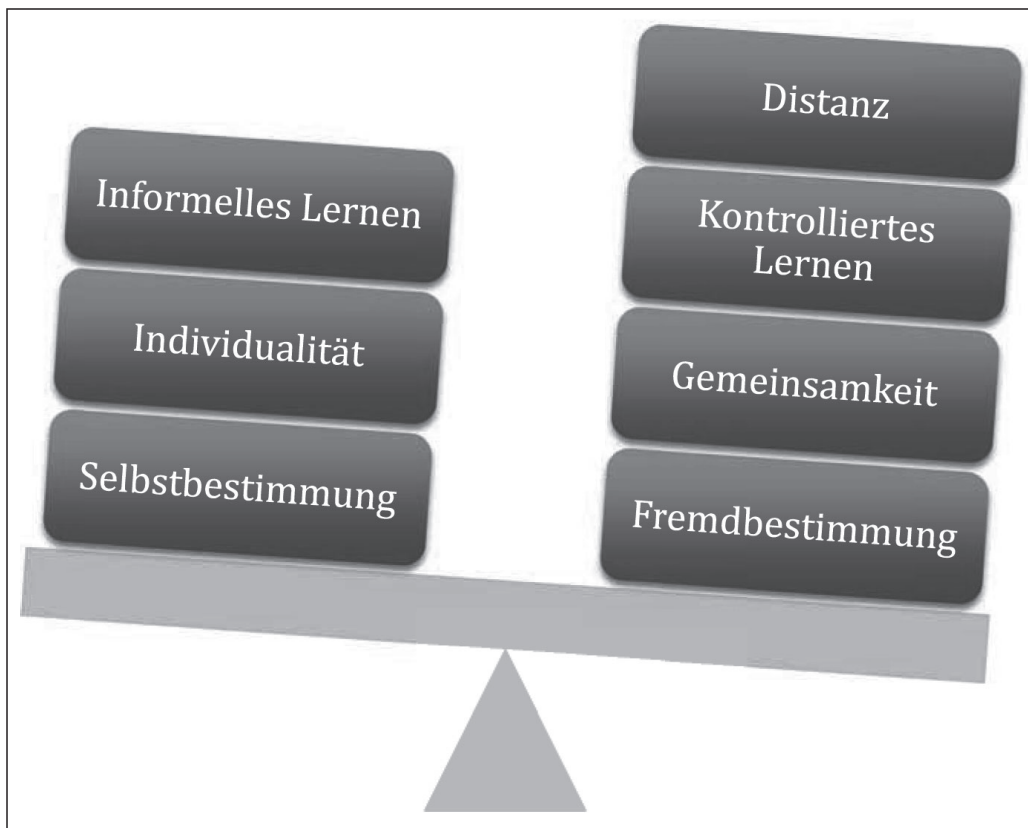 Informelles Lernen
Individualität
Selbstbestimmung
Distanz
Kontrolliertes
Lernen
Gemeinsamkeit
Fremdbestimmung